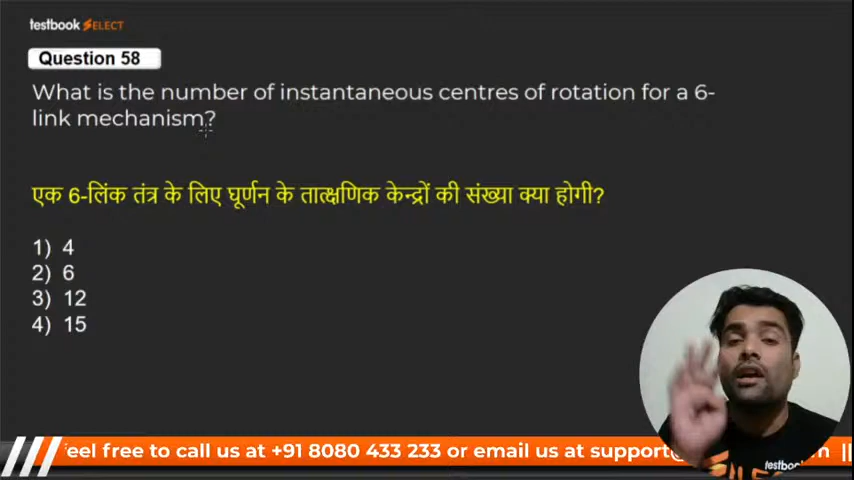 testbook SELECT
Question 58
What is the number of instantaneous centres of rotation for a 6-
link mechanism?
एक 6-लिंक तंत्र के लिए घूर्णन के तात्क्षणिक केन्द्रों की संख्या क्या होगी?
1) 4
2) 6
3) 12
4) 15
testbook
feel free to call us at +91 8080 433 233 or email us at support@